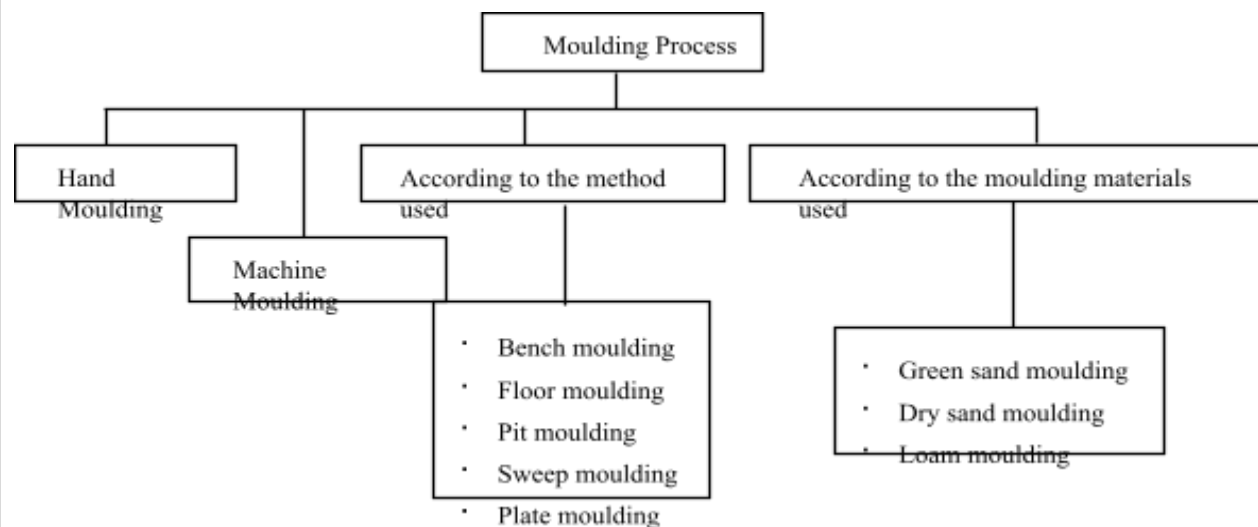 Moulding Process
Hand
Moulding
According to the method
used
According to the moulding materials
used
Machine
Moulding
· Bench moulding
· Floor moulding
· Pit moulding
· Sweep moulding
· Plate moulding
· Green sand moulding
· Dry sand moulding
· Loam moulding